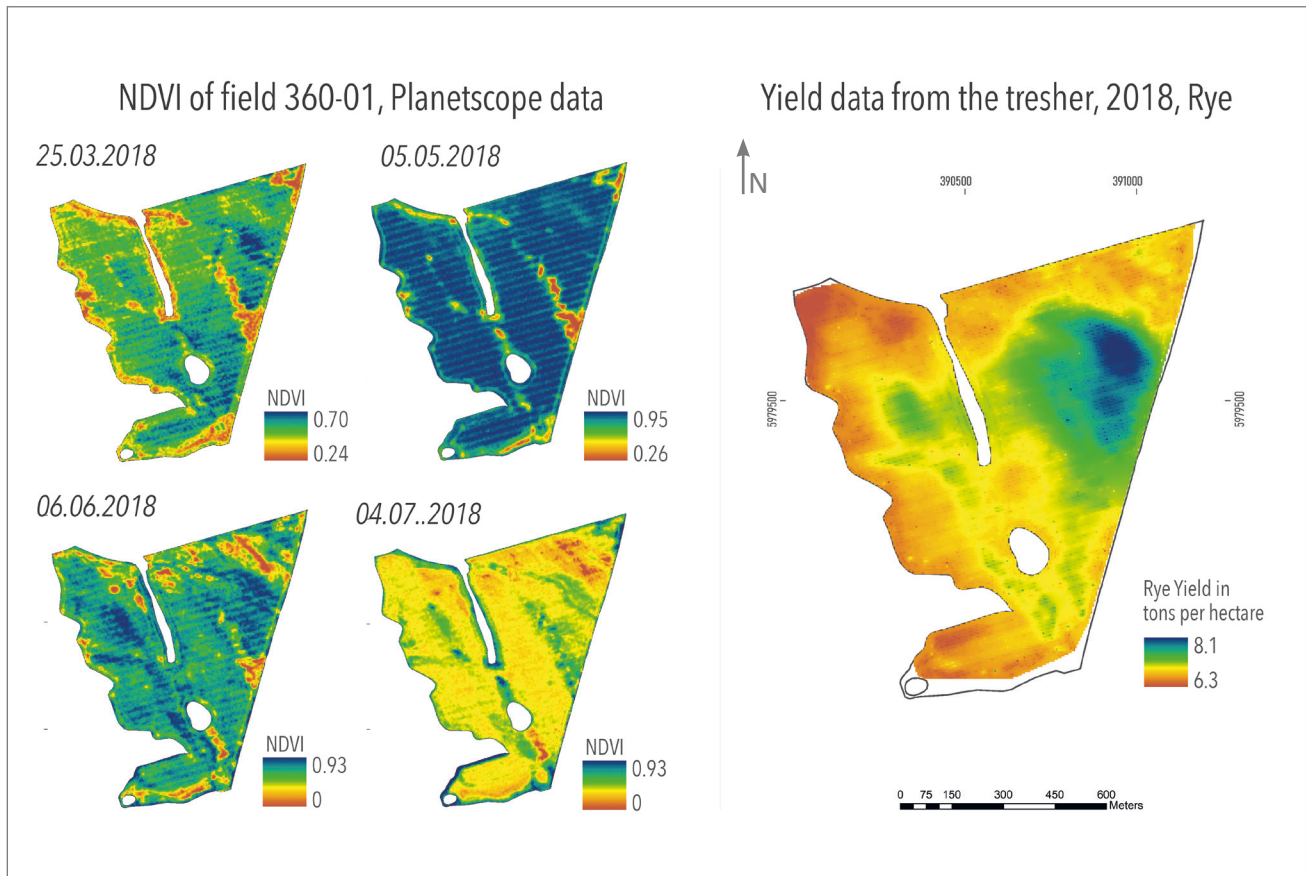 NDVI of field 360-01, Planetscope data
25.03.2018
05.05.2018
NDVI
0.70
0.24
NDVI
0.95
0.26
06.06.2018
04.07..2018
NDVI
0.93
0
NDVI
0.93
0
Yield data from the tresher, 2018, Rye
N
390500
391000
5979500
5979500
Rye Yield in
tons per hectare
8.1
6.3
0 75 150 300 450 600
Meters